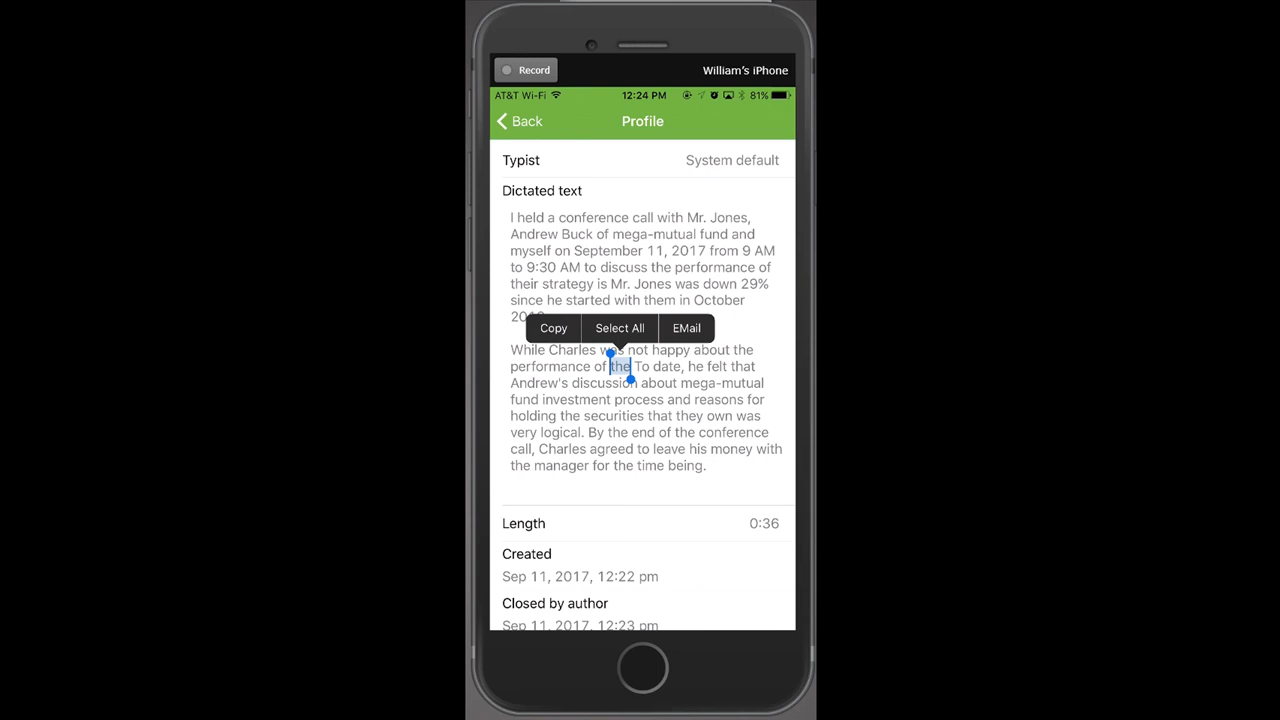 Record
William's iPhone
AT&T Wi-Fi 12:24 PM 81%
Back Profile
Typist System default
Dictated text
I held a conference call with Mr. Jones,
Andrew Buck of mega-mutual fund and
myself on September 11, 2017 from 9 AM
to 9:30 AM to discuss the performance of
their strategy is Mr. Jones was down 29%
since he started with them in October
Copy Select All EMail
While Charles was not happy about the
performance of the To date, he felt that
Andrew's discussion about mega-mutual
fund investment process and reasons for
holding the securities that they own was
very logical. By the end of the conference
call, Charles agreed to leave his money with
the manager for the time being.
Length 0:36
Created
Sep 11, 2017, 12:22 pm
Closed by author
Sep 11, 2017, 12:23 pm